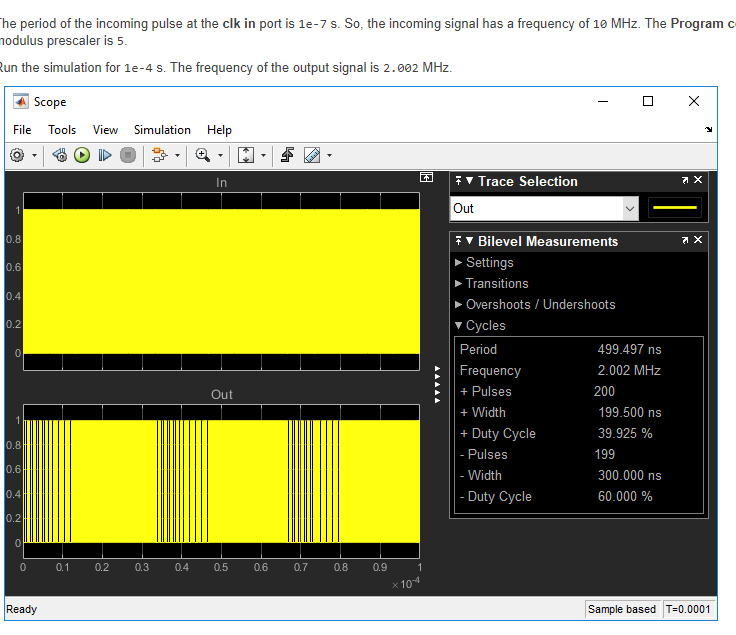 The period of the incoming pulse at the clk in port is 1e-7 s. So, the incoming signal has a frequency of 10 MHz. The Program
modulus prescaler is 5.
Run the simulation for 1e-4 s. The frequency of the output signal is 2.002 MHz.
Scope
File Tools View Simulation Help
In
1
0.8
0.6
0.4
0.2
0
Out
1
0.8
0.6
0.4
0.2
0
0 0.1 0.2 0.3 0.4 0.5 0.6 0.7 0.8 0.9 1
×10-4
Trace Selection
Out
Bilevel Measurements
Settings
Transitions
Overshoots / Undershoots
Cycles
Period 499.497 ns
Frequency 2.002 MHz
+ Pulses 200
+ Width 199.500 ns
+ Duty Cycle 39.925 %
- Pulses 199
- Width 300.000 ns
- Duty Cycle 60.000 %
Ready Sample based T=0.0001